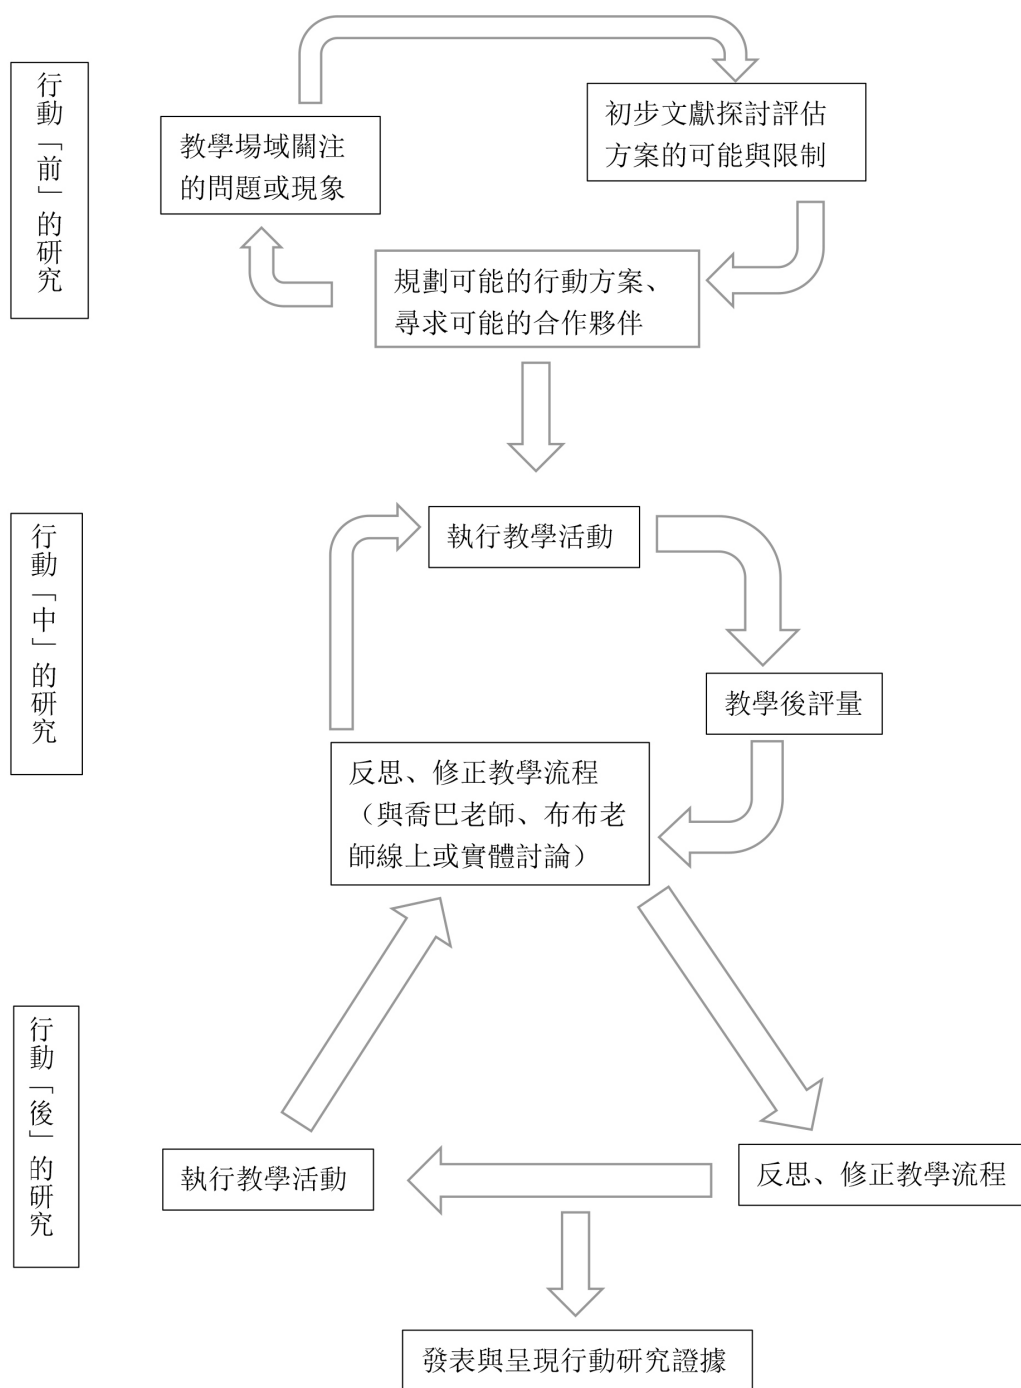 行動「前」的研究
教學場域關注
的問題或現象
初步文獻探討評估
方案的可能與限制
規劃可能的行動方案、
尋求可能的合作夥伴
行動「中」的研究
執行教學活動
教學後評量
反思、修正教學流程
（與喬巴老師、布布老
師線上或實體討論）
行動「後」的研究
執行教學活動
反思、修正教學流程
發表與呈現行動研究證據